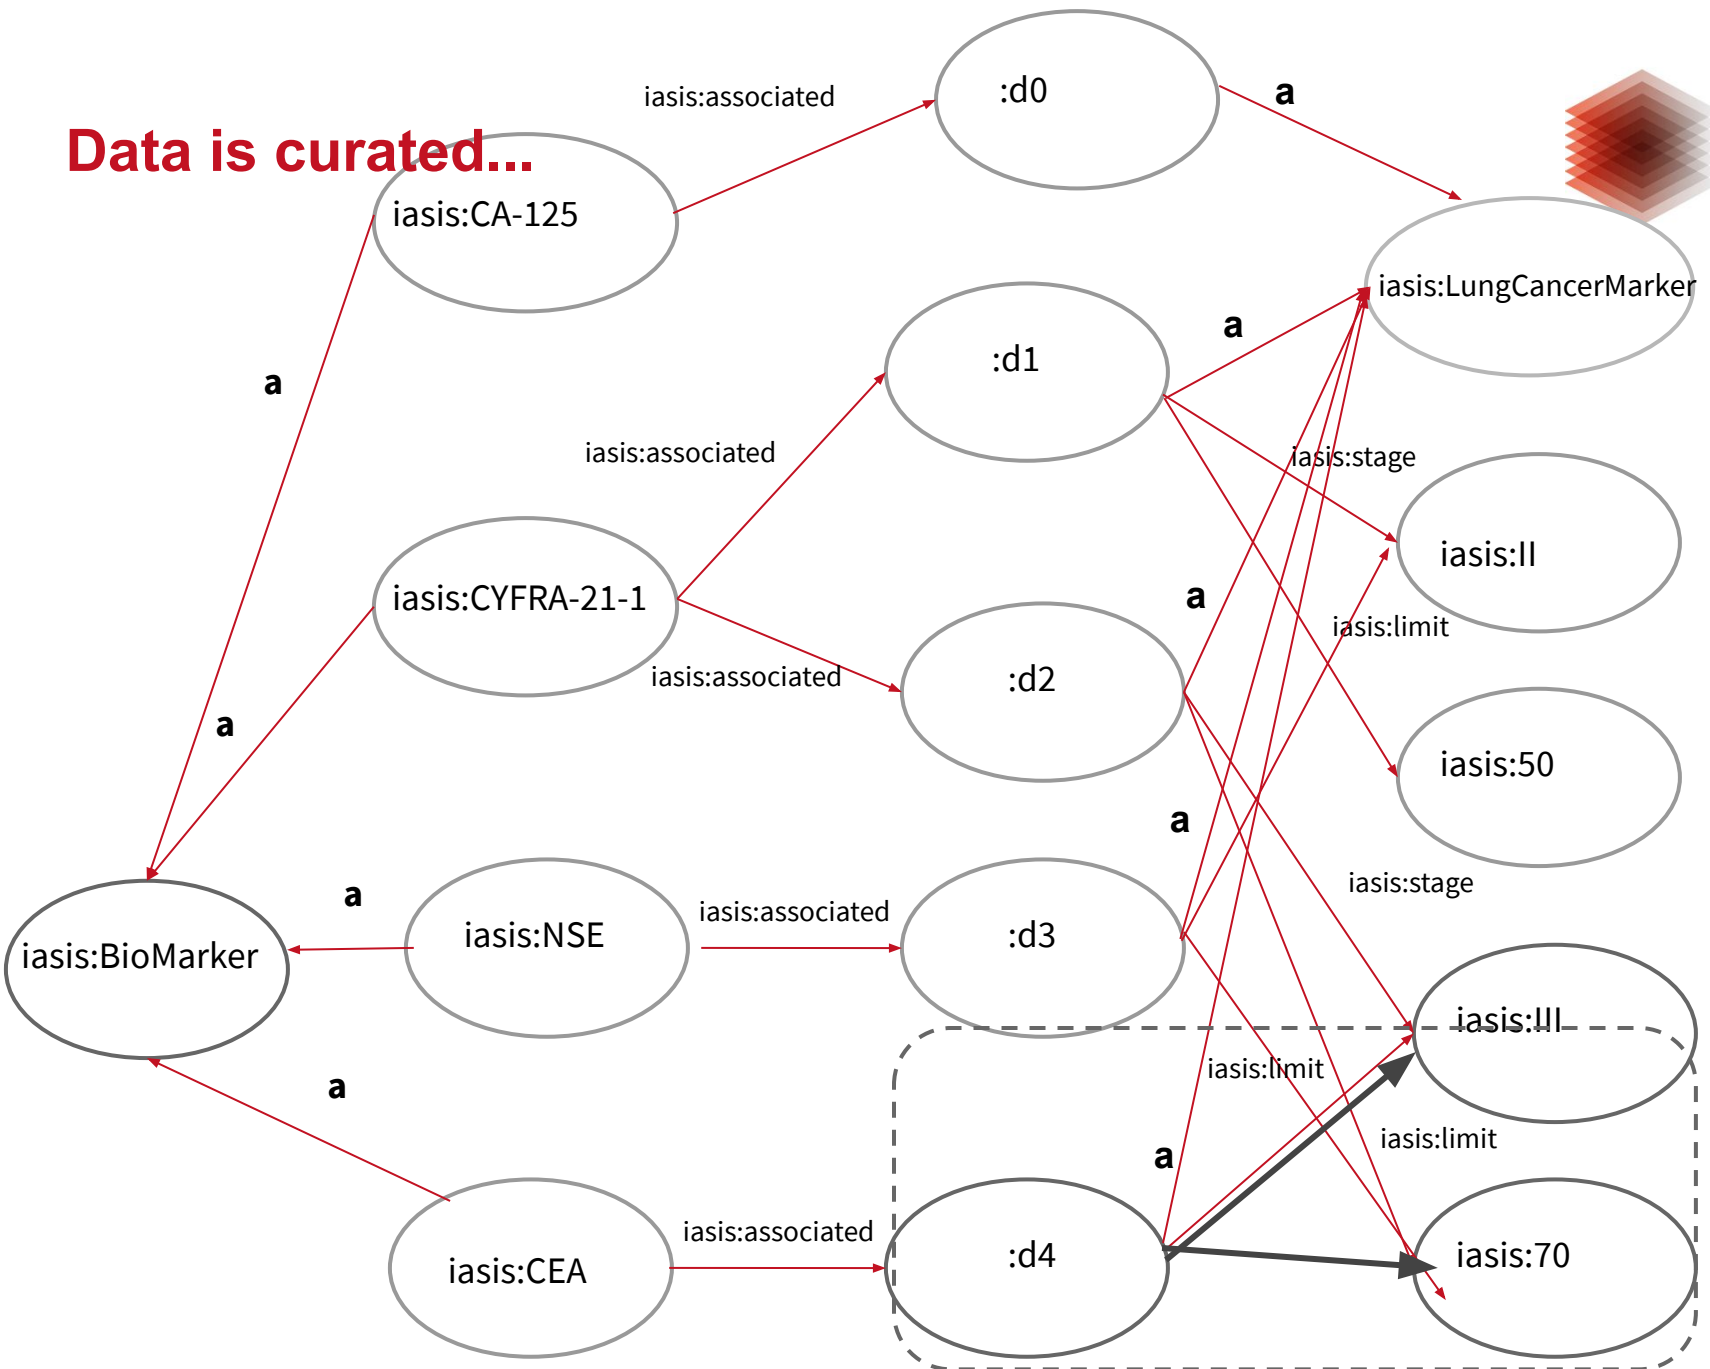 :d0
a
iasis:associated
Data is curated...
iasis:CA-125
iasis:LungCancerMarker
a
:d1
a
iasis:associated
iasis:stage
iasis:II
iasis:CYFRA-21-1
a
iasis:limit
iasis:associated
:d2
a
iasis:50
a
iasis:stage
a
iasis:associated
iasis:NSE
:d3
iasis:BioMarker
iasis:III
iasis:limit
a
iasis:limit
a
iasis:associated
iasis:CEA
:d4
iasis:70